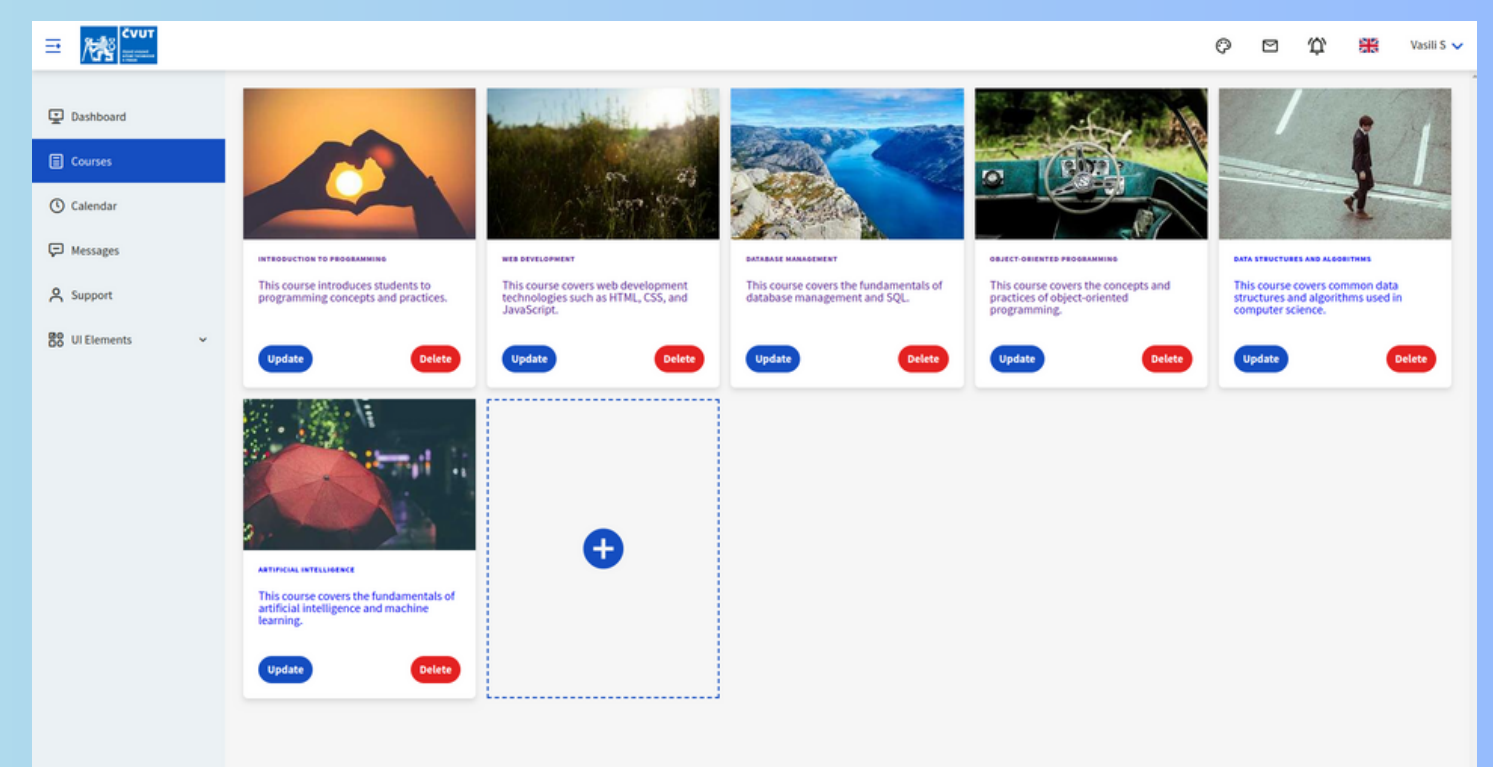 ČVUT
Vasili S
Dashboard
Courses
Calendar
Messages
Support
UI Elements
INTRODUCTION TO PROGRAMMING
This course introduces students to
programming concepts and practices.
Update
Delete
WEB DEVELOPMENT
This course covers web development
technologies such as HTML, CSS, and
JavaScript.
Update
Delete
DATABASE MANAGEMENT
This course covers the fundamentals of
database management and SQL.
Update
Delete
OBJECT-ORIENTED PROGRAMMING
This course covers the concepts and
practices of object-oriented
programming.
Update
Delete
DATA STRUCTURES AND ALGORITHMS
This course covers common data
structures and algorithms used in
computer science.
Update
Delete
ARTIFICIAL INTELLIGENCE
This course covers the fundamentals of
artificial intelligence and machine
learning.
Update
Delete